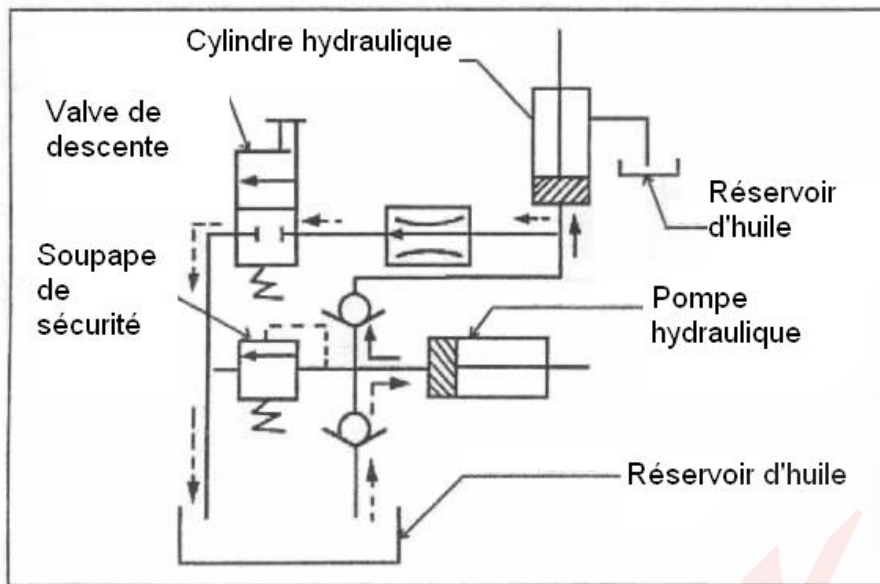 Cylindre hydraulique
Valve de
descente
Réservoir
d'huile
Soupape
de
sécurité
Pompe
hydraulique
Réservoir d'huile